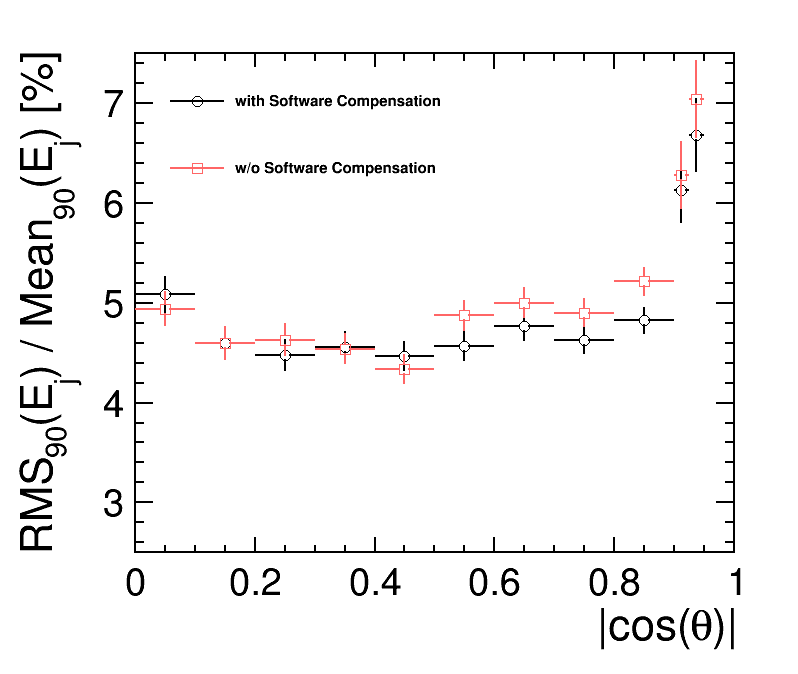 RMS90(Ej) / Mean90(Ej) [%]
7
6
5
4
3
with Software Compensation
w/o Software Compensation
0 0.2 0.4 0.6 0.8 1
|cos(θ)|